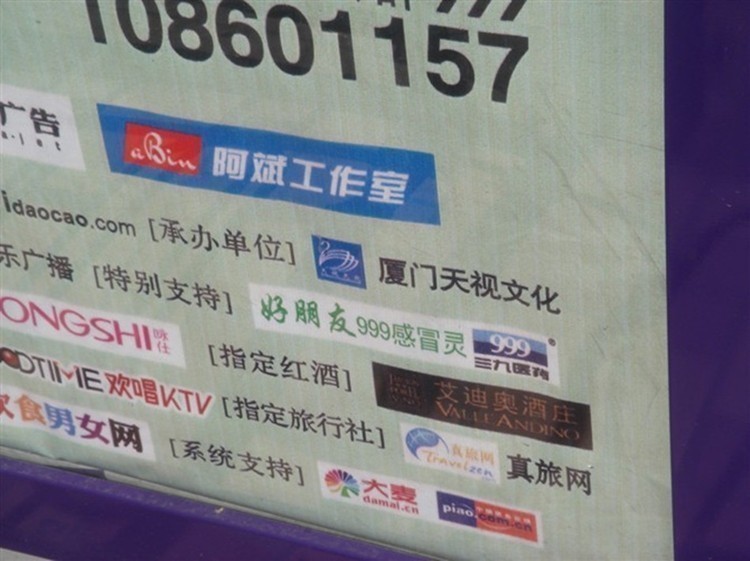 108601157
广告
aBin 阿斌工作室
idaocao.com [承办单位] 厦门天视文化
乐广播 [特别支持] 好朋友 999感冒灵 999 三九医药
ONGSHI 咏仕 [指定红酒] 艾迪奥酒庄 VALLE ANDINO
OTIME 欢唱KTV [指定旅行社] 真旅网 Travelzen 真旅网
饮食男女网 [系统支持] 大麦 damai.cn piao.com.cn